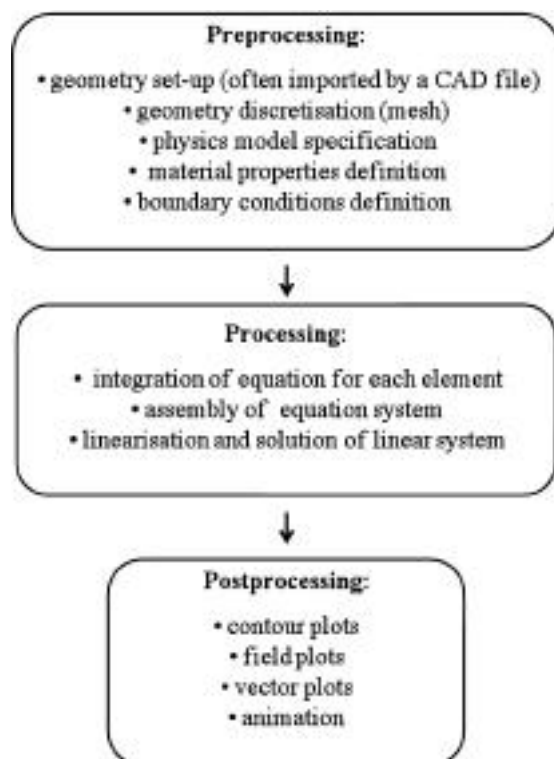 Preprocessing:
• geometry set-up (often imported by a CAD file)
• geometry discretisation (mesh)
• physics model specification
• material properties definition
• boundary conditions definition
Processing:
• integration of equation for each element
• assembly of equation system
• linearisation and solution of linear system
Postprocessing:
• contour plots
• field plots
• vector plots
• animation